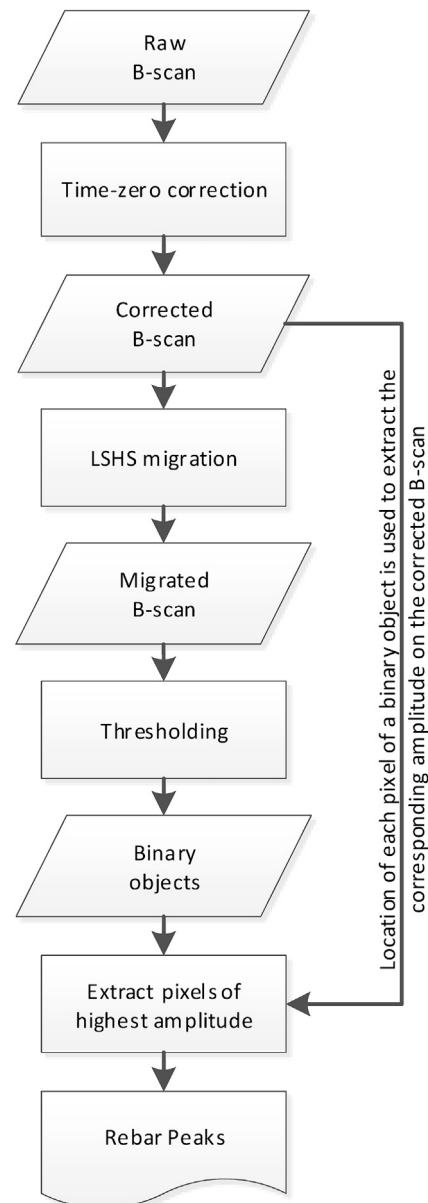 Raw
B-scan
Time-zero correction
Corrected
B-scan
LSHS migration
Migrated
B-scan
Thresholding
Binary
objects
Extract pixels of
highest amplitude
Rebar Peaks
Location of each pixel of a binary object is used to extract the
corresponding amplitude on the corrected B-scan